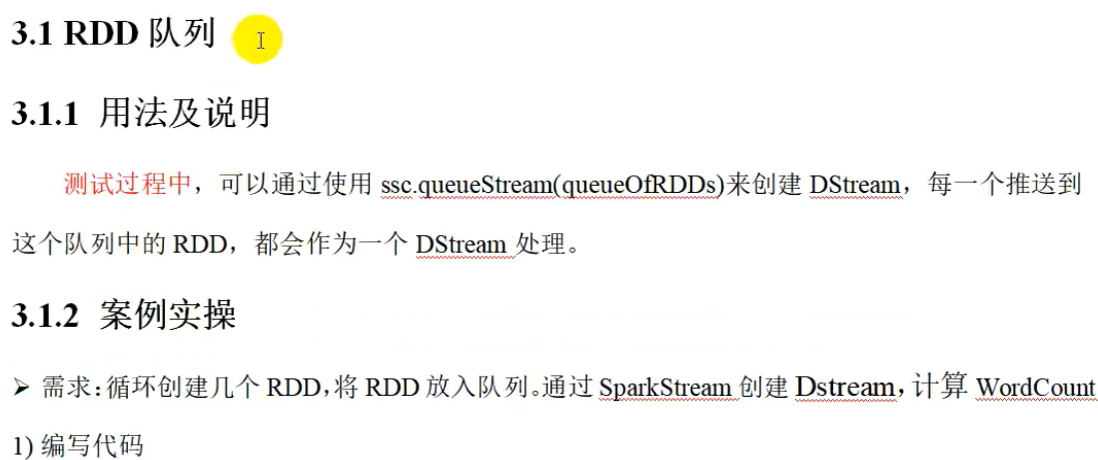 3.1 RDD 队列
3.1.1 用法及说明
测试过程中，可以通过使用 ssc.queueStream(queueOfRDDs)来创建 DStream，每一个推送到
这个队列中的 RDD，都会作为一个 DStream 处理。
3.1.2 案例实操
➢ 需求：循环创建几个 RDD，将 RDD 放入队列。通过 SparkStream 创建 Dstream，计算 WordCount
1) 编写代码